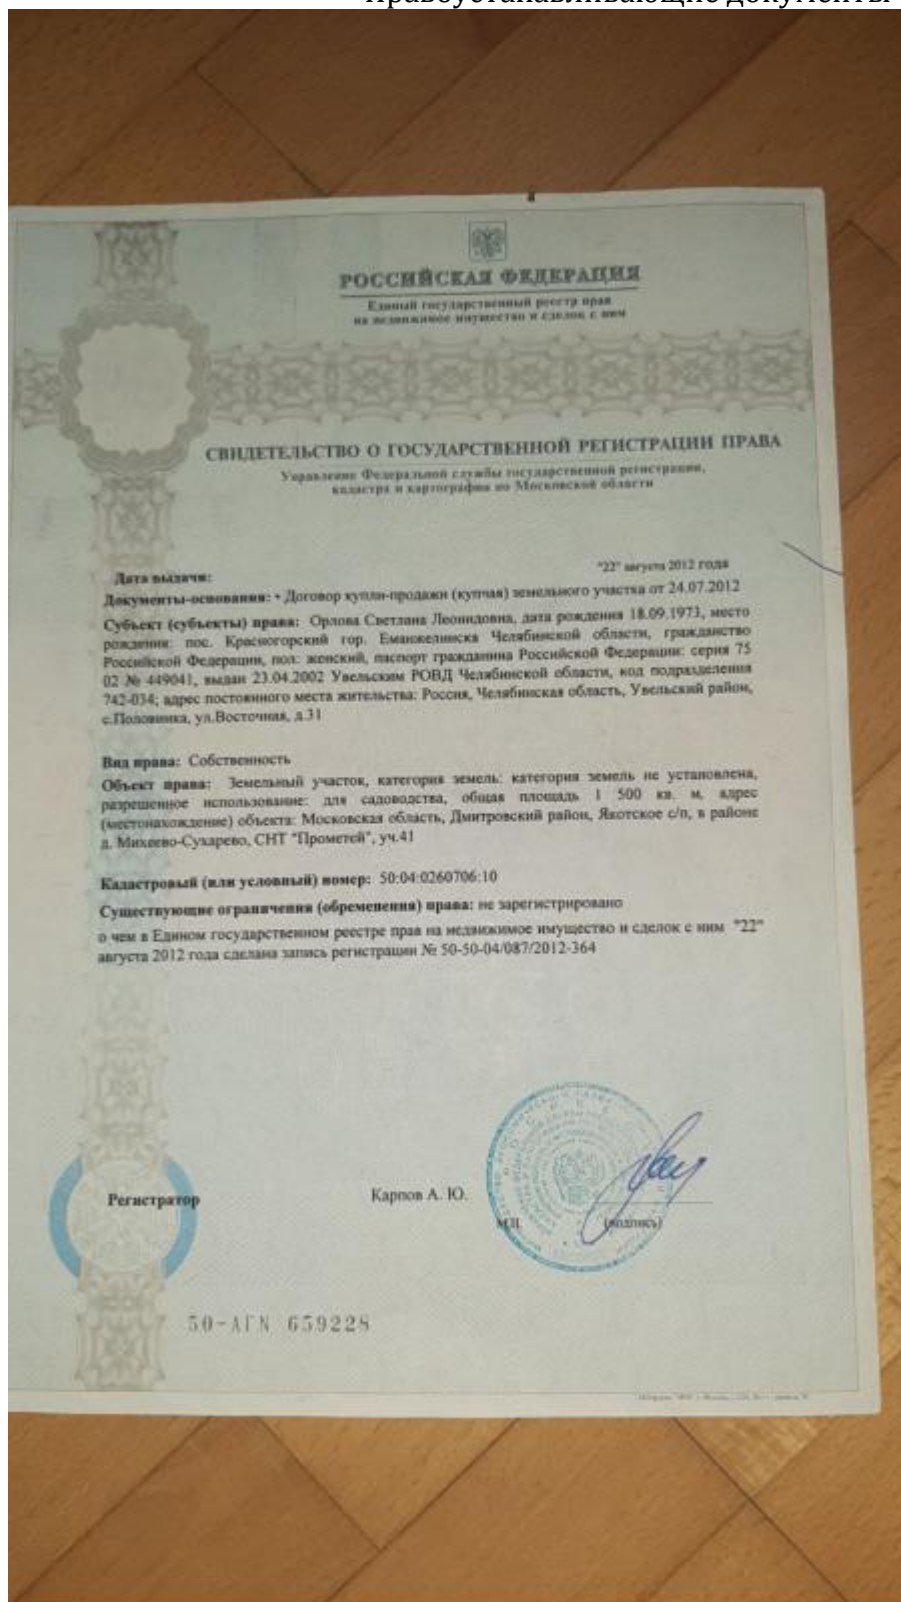 Правоустанавливающие документы
РОССИЙСКАЯ ФЕДЕРАЦИЯ
Единый государственный реестр прав
на недвижимое имущество и сделок с ним
СВИДЕТЕЛЬСТВО О ГОСУДАРСТВЕННОЙ РЕГИСТРАЦИИ ПРАВА
Управление Федеральной службы государственной регистрации,
кадастра и картографии по Московской области
Дата выдачи: "22" августа 2012 года
Документы-основания: • Договор купли-продажи (купчая) земельного участка от 24.07.2012
Субъект (субъекты) права: Орлова Светлана Леонидовна, дата рождения 18.09.1973, место
рождения: пос. Красногорский гор. Еманжелинска Челябинской области, гражданство
Российской Федерации, пол: женский, паспорт гражданина Российской Федерации: серия 75
02 № 449041, выдан 23.04.2002 Увельским РОВД Челябинской области, код подразделения
742-034; адрес постоянного места жительства: Россия, Челябинская область, Увельский район,
с.Половинка, ул.Восточная, д.31
Вид права: Собственность
Объект права: Земельный участок, категория земель: категория земель не установлена,
разрешенное использование: для садоводства, общая площадь 1 500 кв. м, адрес
(местонахождение) объекта: Московская область, Дмитровский район, Якотское с/п, в районе
д. Михеево-Сухарево, СНТ "Прометей", уч.41
Кадастровый (или условный) номер: 50:04:0260706:10
Существующие ограничения (обременения) права: не зарегистрировано
о чем в Едином государственном реестре прав на недвижимое имущество и сделок с ним "22"
августа 2012 года сделана запись регистрации № 50-50-04/087/2012-364
Регистратор Карпов А. Ю.
М.П. (подпись)
50-АГN 659228